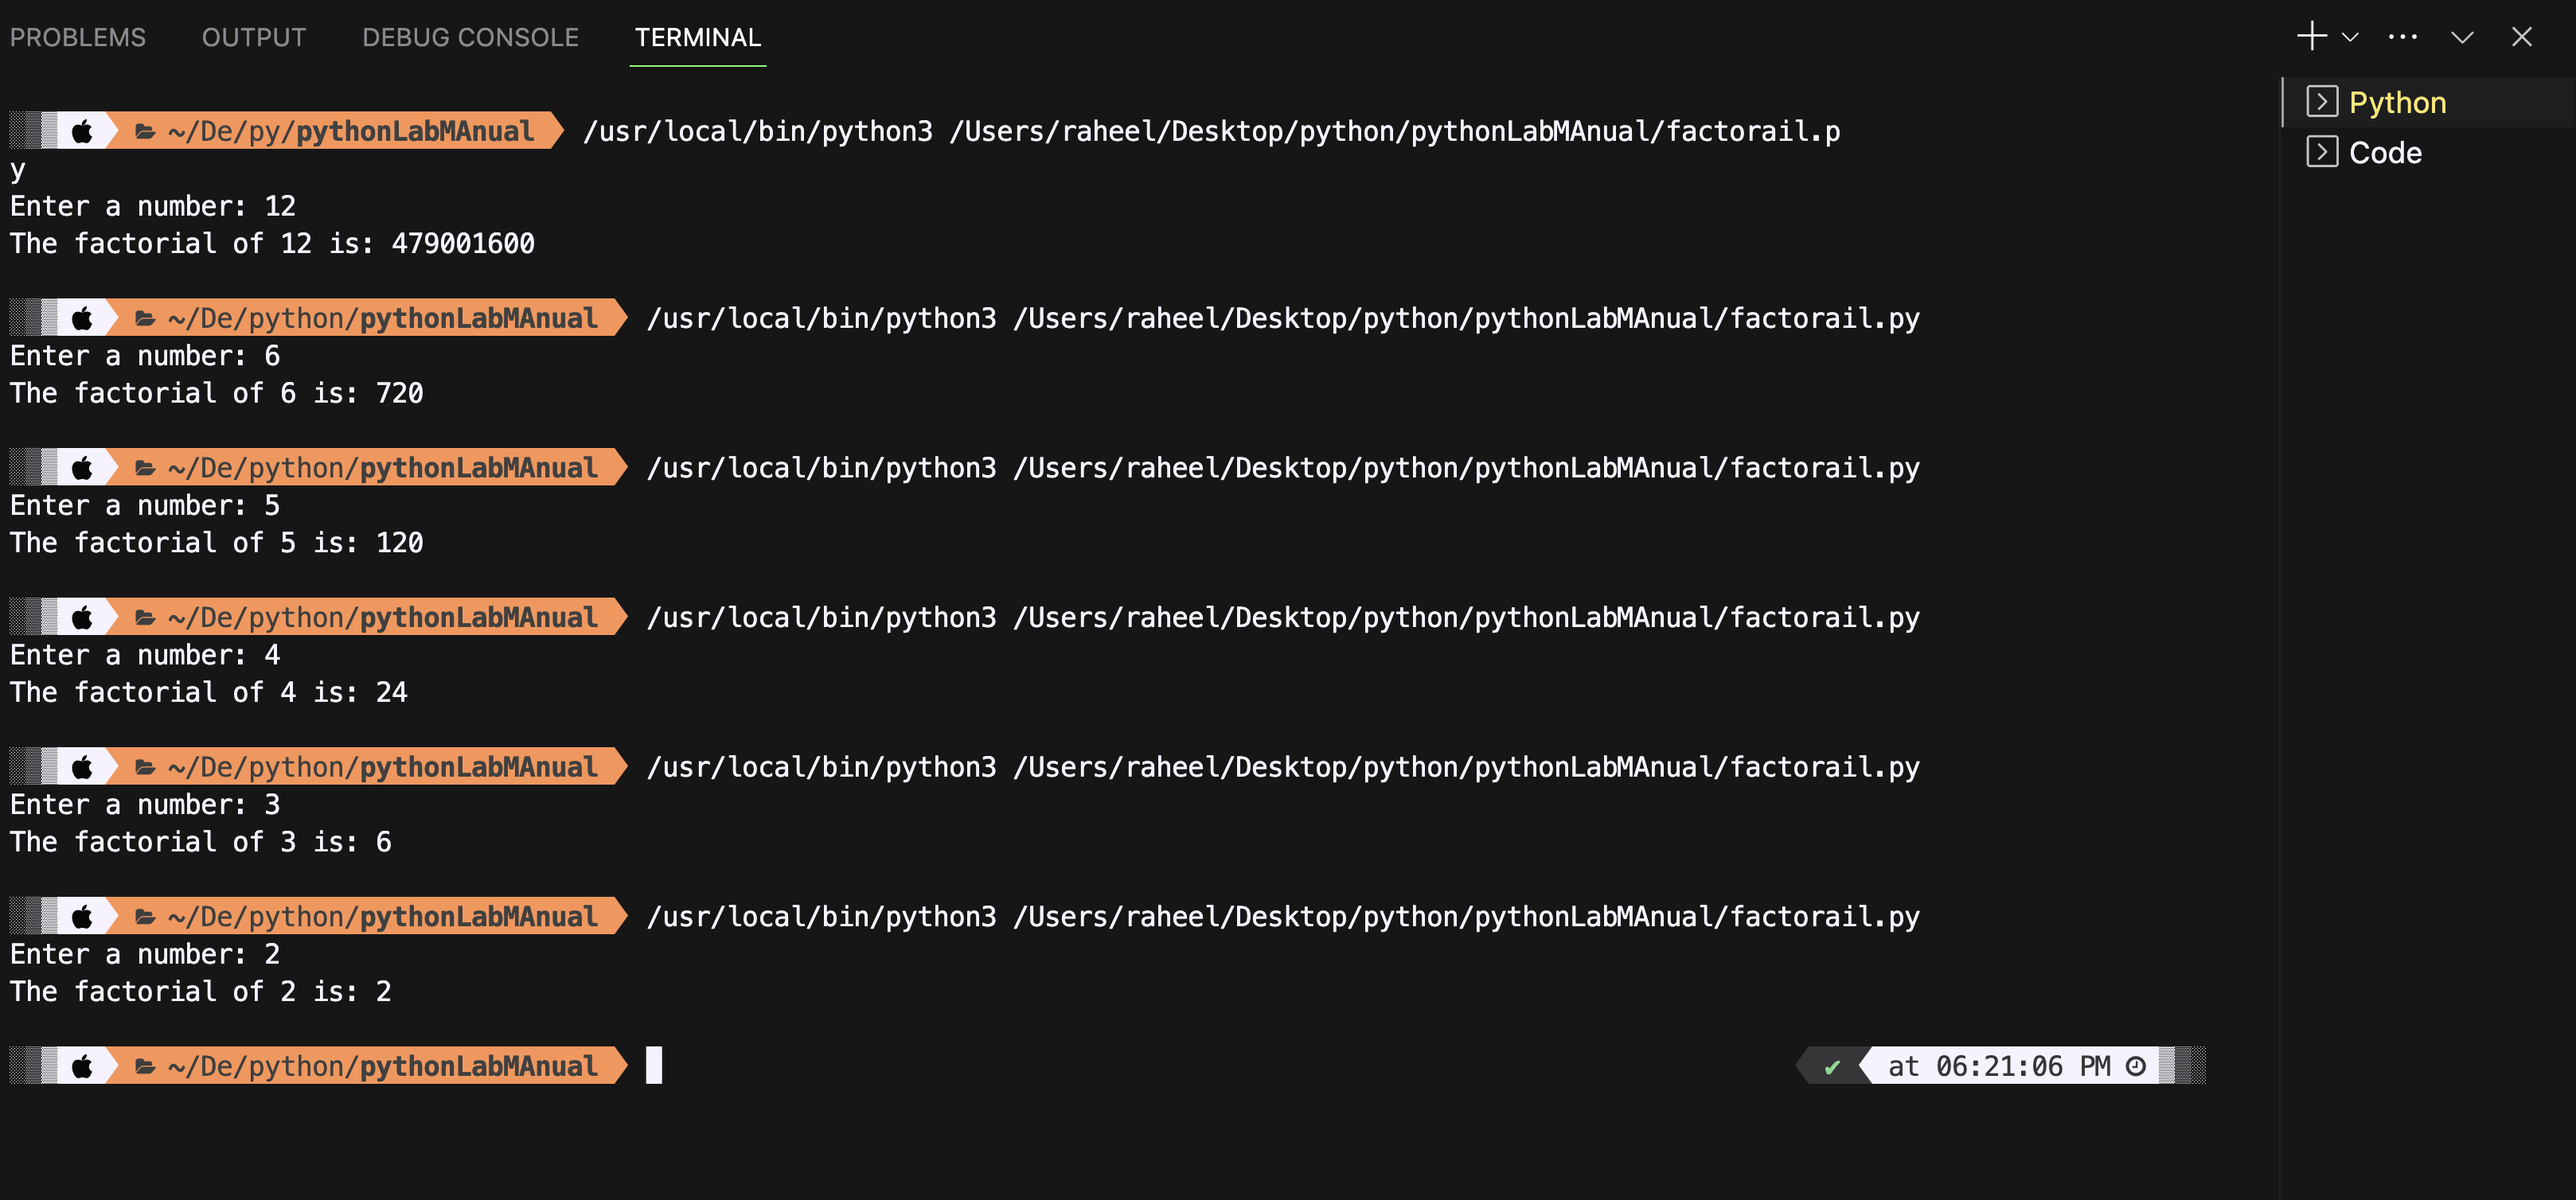 PROBLEMS OUTPUT DEBUG CONSOLE TERMINAL
Python
Code
~/De/py/pythonLabMAnual /usr/local/bin/python3 /Users/raheel/Desktop/python/pythonLabMAnual/factorail.p
y
Enter a number: 12
The factorial of 12 is: 479001600
~/De/python/pythonLabMAnual /usr/local/bin/python3 /Users/raheel/Desktop/python/pythonLabMAnual/factorail.py
Enter a number: 6
The factorial of 6 is: 720
~/De/python/pythonLabMAnual /usr/local/bin/python3 /Users/raheel/Desktop/python/pythonLabMAnual/factorail.py
Enter a number: 5
The factorial of 5 is: 120
~/De/python/pythonLabMAnual /usr/local/bin/python3 /Users/raheel/Desktop/python/pythonLabMAnual/factorail.py
Enter a number: 4
The factorial of 4 is: 24
~/De/python/pythonLabMAnual /usr/local/bin/python3 /Users/raheel/Desktop/python/pythonLabMAnual/factorail.py
Enter a number: 3
The factorial of 3 is: 6
~/De/python/pythonLabMAnual /usr/local/bin/python3 /Users/raheel/Desktop/python/pythonLabMAnual/factorail.py
Enter a number: 2
The factorial of 2 is: 2
~/De/python/pythonLabMAnual ✔ at 06:21:06 PM